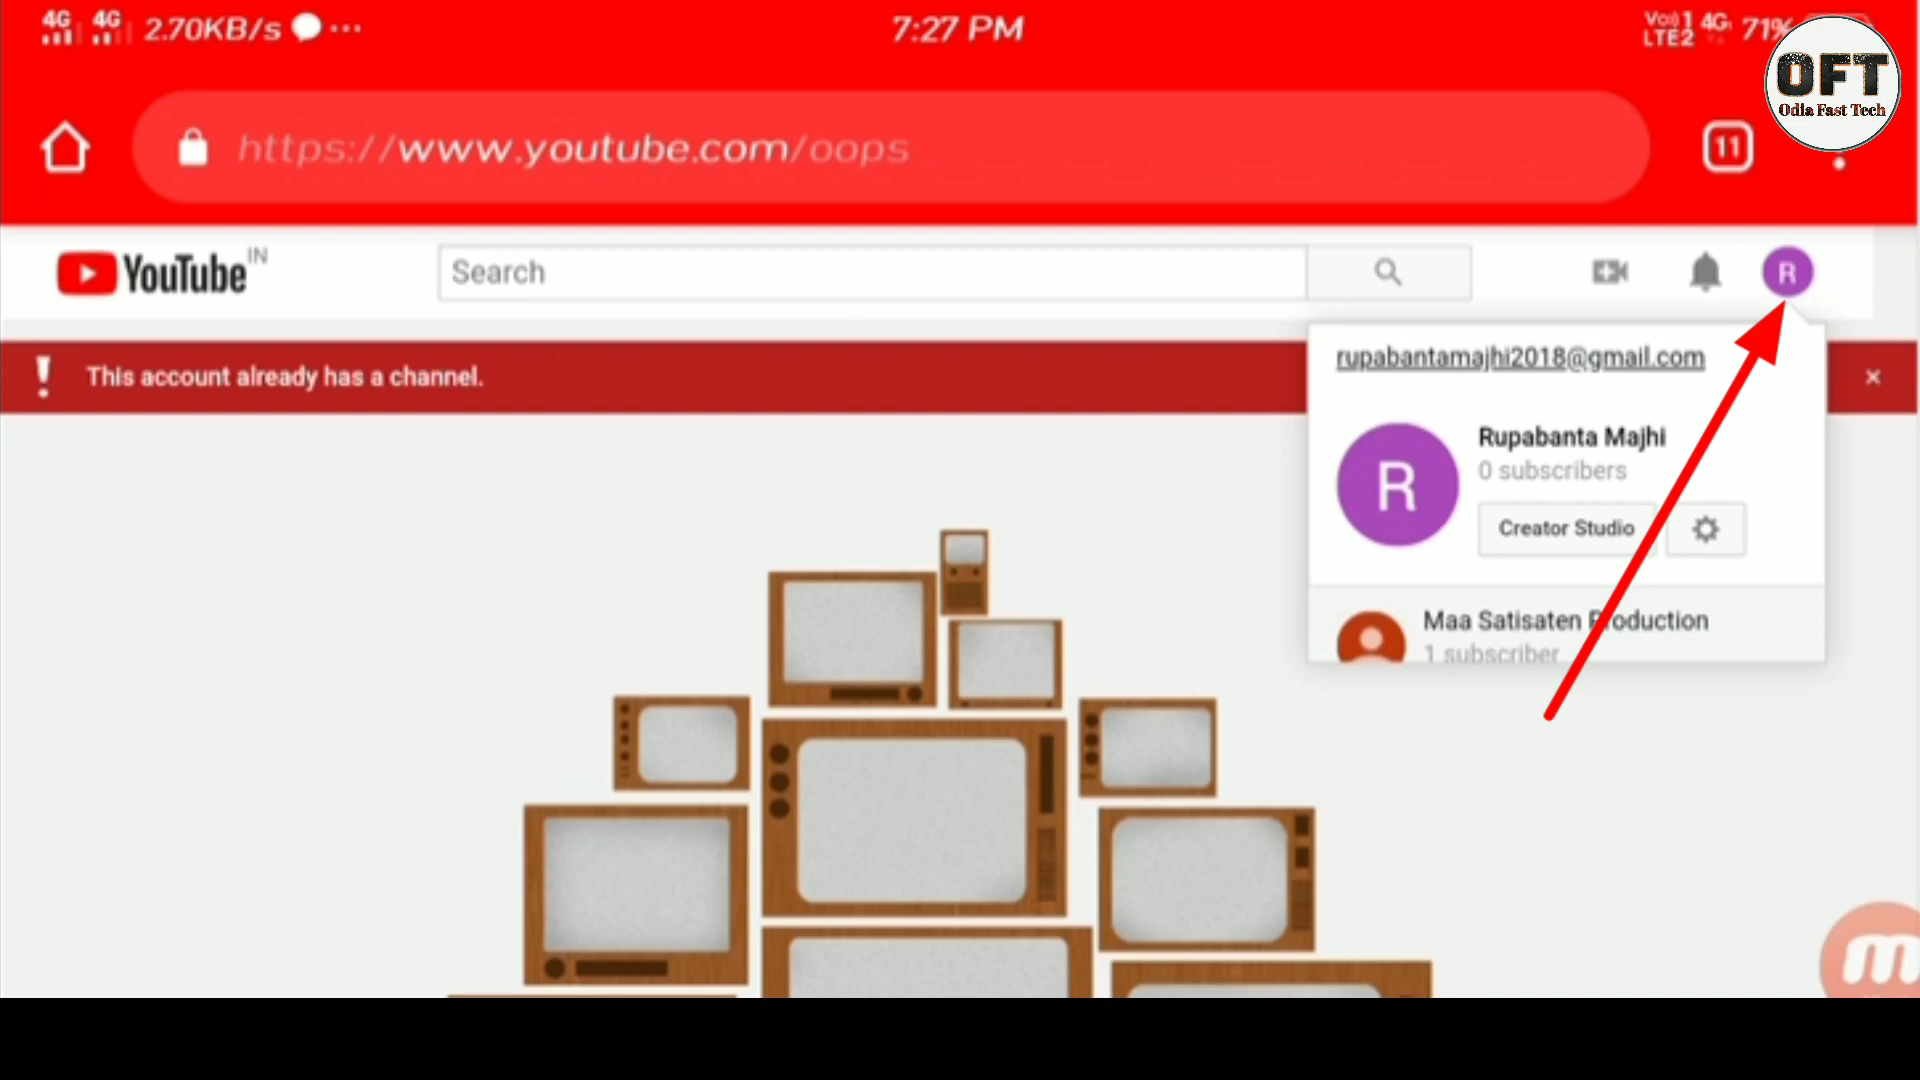 4G 4G 2.70KB/s ... 7:27 PM Vo) 1 4G 71%
LTE2
OFT
Odia Fast Tech
https://www.youtube.com/oops 11
YouTube IN Search R
rupabantamajhi2018@gmail.com
This account already has a channel. ×
Rupabanta Majhi
R 0 subscribers
Creator Studio
Maa Satisaten Production
1 subscriber